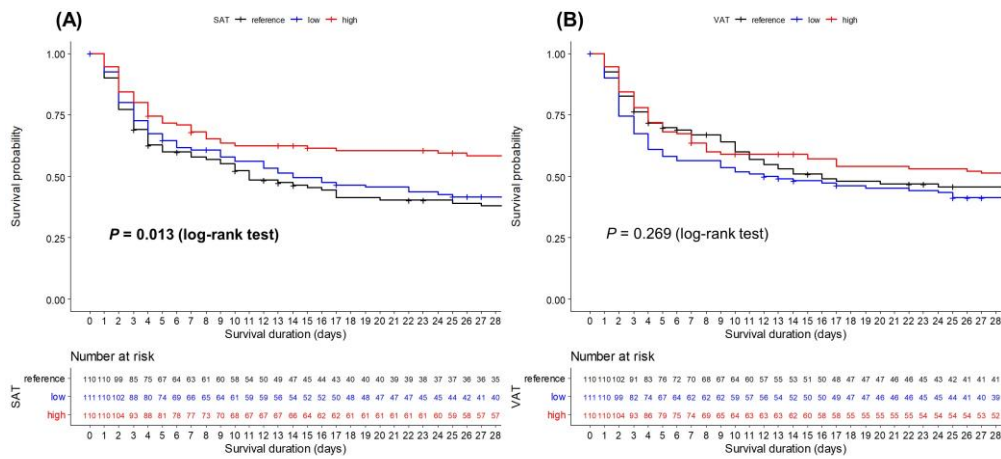 (A)
SAT reference low high
1.00
0.75
0.50
0.25
0.00
Survival probability
P = 0.013 (log-rank test)
0 1 2 3 4 5 6 7 8 9 10 11 12 13 14 15 16 17 18 19 20 21 22 23 24 25 26 27 28
Survival duration (days)
Number at risk
SAT
reference 110 110 99 85 75 67 64 63 61 60 58 54 50 49 47 45 44 43 40 40 40 39 39 38 37 37 36 36 35
low 111 111 102 88 80 74 69 66 65 64 61 59 59 56 54 52 52 50 48 48 47 47 47 47 45 44 42 41 40
high 110 110 104 93 88 81 78 77 73 70 68 67 67 67 66 64 62 62 61 61 61 61 61 61 60 59 58 57 57
0 1 2 3 4 5 6 7 8 9 10 11 12 13 14 15 16 17 18 19 20 21 22 23 24 25 26 27 28
Survival duration (days)
(B)
VAT reference low high
1.00
0.75
0.50
0.25
0.00
Survival probability
P = 0.269 (log-rank test)
0 1 2 3 4 5 6 7 8 9 10 11 12 13 14 15 16 17 18 19 20 21 22 23 24 25 26 27 28
Survival duration (days)
Number at risk
VAT
reference 110 110 102 91 83 76 72 70 68 67 64 60 57 55 53 51 50 48 47 47 47 46 46 45 43 42 41 41 41
low 111 110 99 82 74 67 64 62 62 62 59 57 56 54 52 51 50 49 47 47 46 46 45 45 44 44 41 40 39
high 110 110 104 93 86 79 75 74 69 65 64 63 63 63 62 60 58 58 55 55 55 55 54 54 54 54 54 53 52
0 1 2 3 4 5 6 7 8 9 10 11 12 13 14 15 16 17 18 19 20 21 22 23 24 25 26 27 28
Survival duration (days)